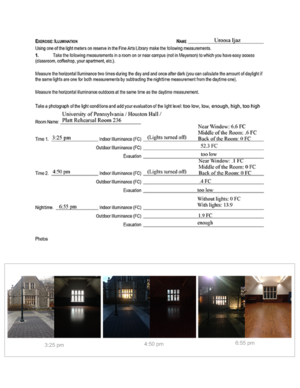 EXERCISE: ILLUMINATION NAME Umova Ijaz
Using one of the light meters on reserve in the Fine Arts Library make the following measurements.
1. Take the following measurements in a room on or near campus (not in Meyerson) to which you have easy access
(classroom, coffeeshop, your apartment, etc.).
Measure the horizontal illuminance two times during the day and once after dark (you can calculate the amount of daylight if
the same lights are one for both measurements by subtracting the nighttime measurement from the daytime one).
Measure the horizontal illuminance outdoors at the same time as the daytime measurement.
Take a photograph of the light conditions and add your evaluation of the light level: too low, low, enough, high, too high
University of Pennsylvania / Houston Hall /
Room Name Platt Rehearsal Room 236
Near Window: 6.6 FC
Middle of the Room: .6 FC
Time 1 3:25 pm Indoor Illuminance (FC) (Lights turned off) Back of the Room: 0 FC
Outdoor Illuminance (FC) 52.3 FC
Evaluation too low
Near Window: .1 FC
Middle of the Room: 0 FC
Time 2 4:50 pm Indoor Illuminance (FC) (Lights turned off) Back of the Room: 0 FC
Outdoor Illuminance (FC) .4 FC
Evaluation too low
Without lights: 0 FC
Nighttime 6:55 pm Indoor Illuminance (FC) With lights: 13.9
Outdoor Illuminance (FC) 1.9 FC
Evaluation enough
Photos
3:25 pm 4:50 pm 6:55 pm